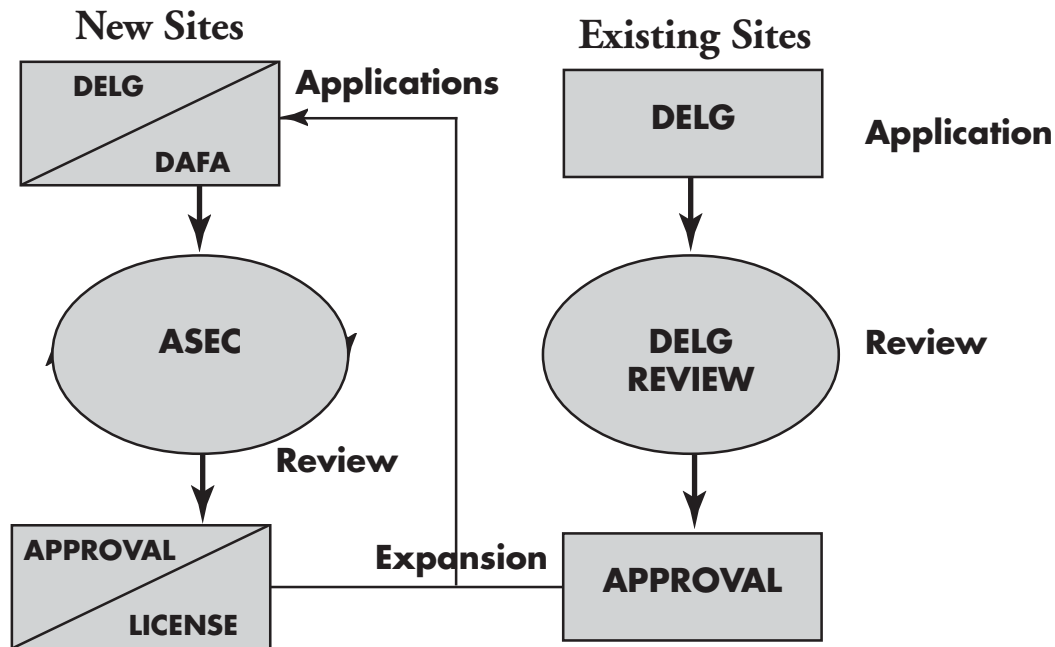 New Sites
DELG
DAFA
Applications
ASEC
Review
APPROVAL
LICENSE
Expansion
Existing Sites
DELG
Application
DELG
REVIEW
Review
APPROVAL